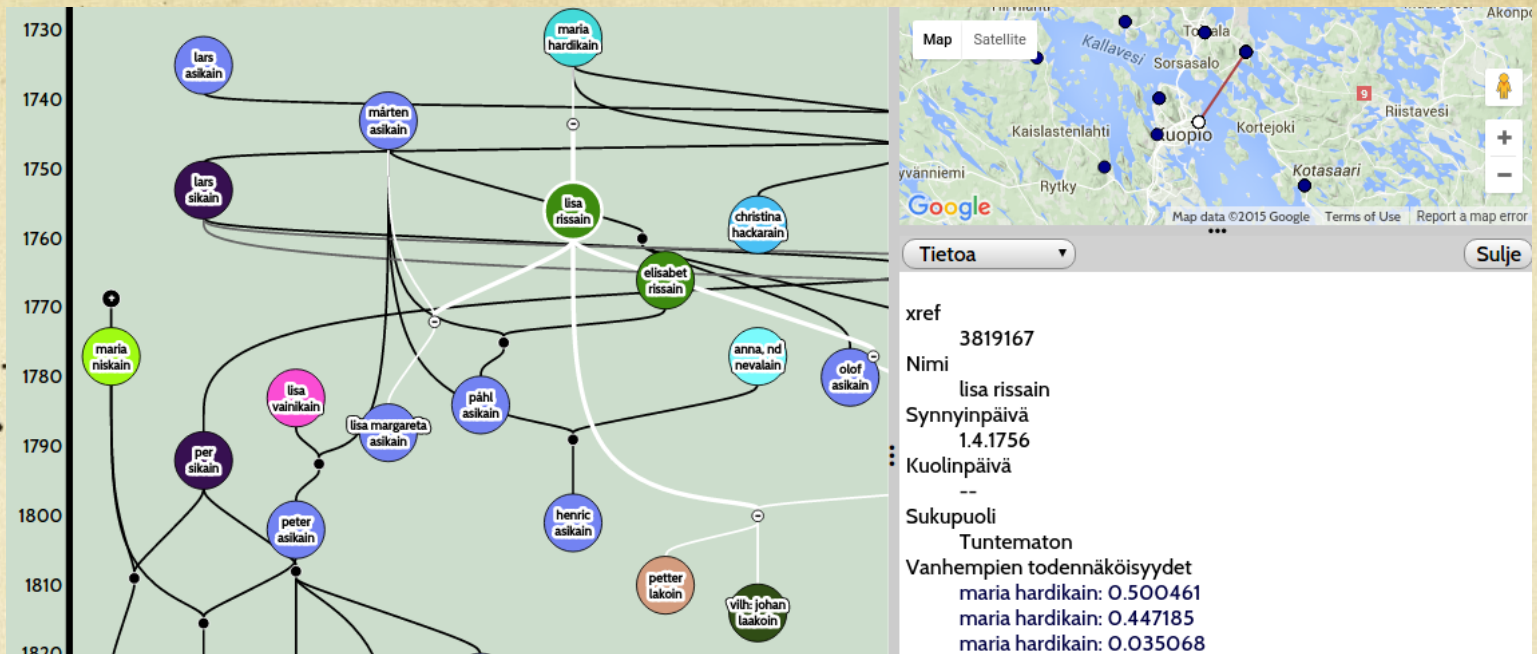 1730
1740
1750
1760
1770
1780
1790
1800
1810
1820
lars
asikain
maria
hardikain
mårten
asikain
lars
sikain
lisa
rissain
christina
hackarain
elisabet
rissain
maria
niskain
anna, nd
nevalain
olof
asikain
lisa
vainikain
påhl
asikain
lisa margareta
asikain
per
sikain
peter
asikain
henric
asikain
petter
lakoin
vilh: johan
laakoin
Map Satellite
Kallavesi
Sorsasalo
9
Riistavesi
Kaislastenlahti
Kuopio
Kortejoki
Kotasaari
Rytky
yvänniemi
Google
Map data ©2015 Google Terms of Use Report a map error
Tietoa
Sulje
xref
3819167
Nimi
lisa rissain
Synnyinpäivä
1.4.1756
Kuolinpäivä
--
Sukupuoli
Tuntematon
Vanhempien todennäköisyydet
maria hardikain: 0.500461
maria hardikain: 0.447185
maria hardikain: 0.035068